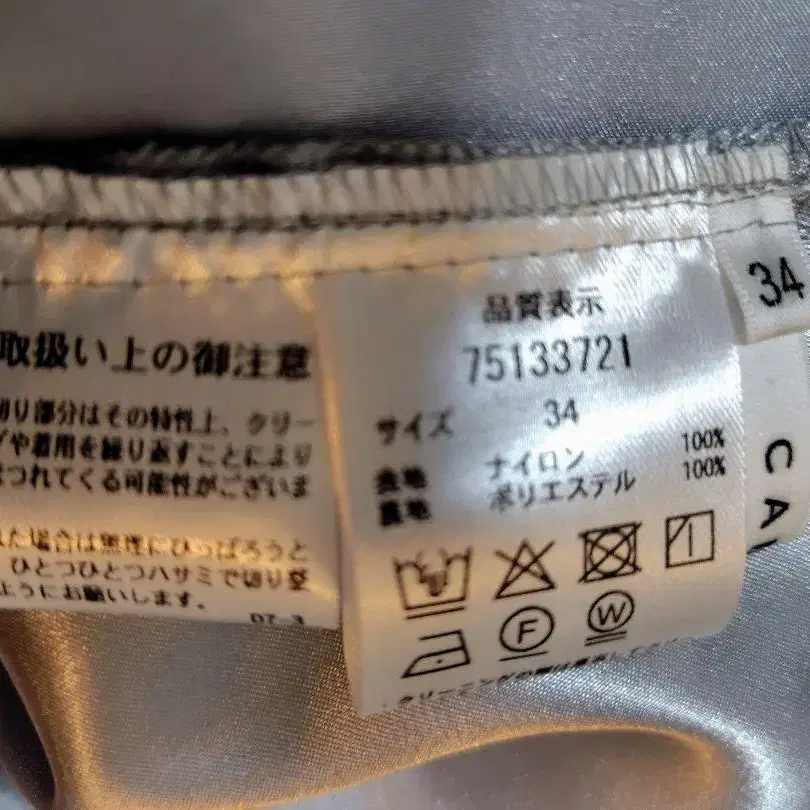 取扱い上の御注意
切り部分はその特性上、クリー
グや着用を繰り返すことにより
ほつれてくる可能性がございま
た場合は無理にひっぱろうと
ひとつひとつハサミで切り
ようにお願いします。
07-3
品質表示
75133721
サイズ 34
表地 ナイロン 100%
裏地 ポリエステル 100%
F
W
34
CA